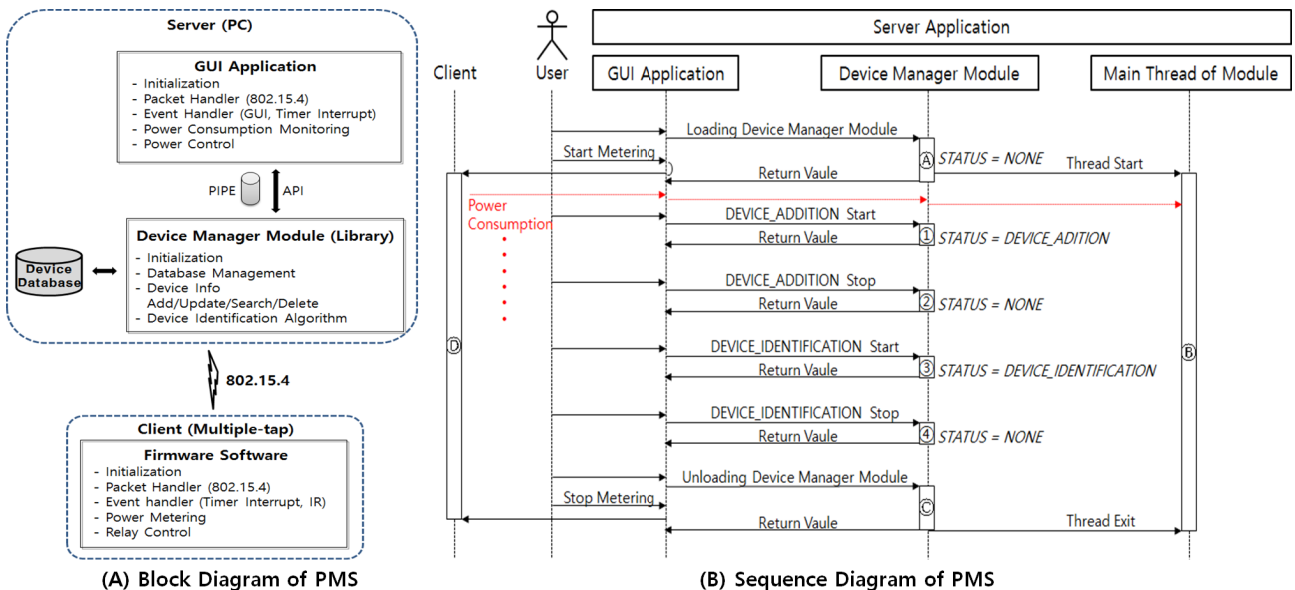 Server (PC)
GUI Application
- Initialization
- Packet Handler (802.15.4)
- Event Handler (GUI, Timer Interrupt)
- Power Consumption Monitoring
- Power Control
PIPE
API
Device Manager Module (Library)
- Initialization
- Database Management
- Device Info
Add/Update/Search/Delete
- Device Identification Algorithm
Device
Database
802.15.4
Client (Multiple-tap)
Firmware Software
- Initialization
- Packet Handler (802.15.4)
- Event handler (Timer Interrupt, IR)
- Power Metering
- Relay Control
(A) Block Diagram of PMS
Server Application
Client
User
GUI Application
Device Manager Module
Main Thread of Module
Loading Device Manager Module
Start Metering
Ⓐ
STATUS = NONE
Thread Start
Return Vaule
Power
Consumption
DEVICE_ADDITION Start
Return Vaule
①
STATUS = DEVICE_ADITION
DEVICE_ADDITION Stop
Return Vaule
②
STATUS = NONE
Ⓓ
Ⓑ
DEVICE_IDENTIFICATION Start
Return Vaule
③
STATUS = DEVICE_IDENTIFICATION
DEVICE_IDENTIFICATION Stop
Return Vaule
④
STATUS = NONE
Unloading Device Manager Module
Stop Metering
Ⓒ
Return Vaule
Thread Exit
(B) Sequence Diagram of PMS